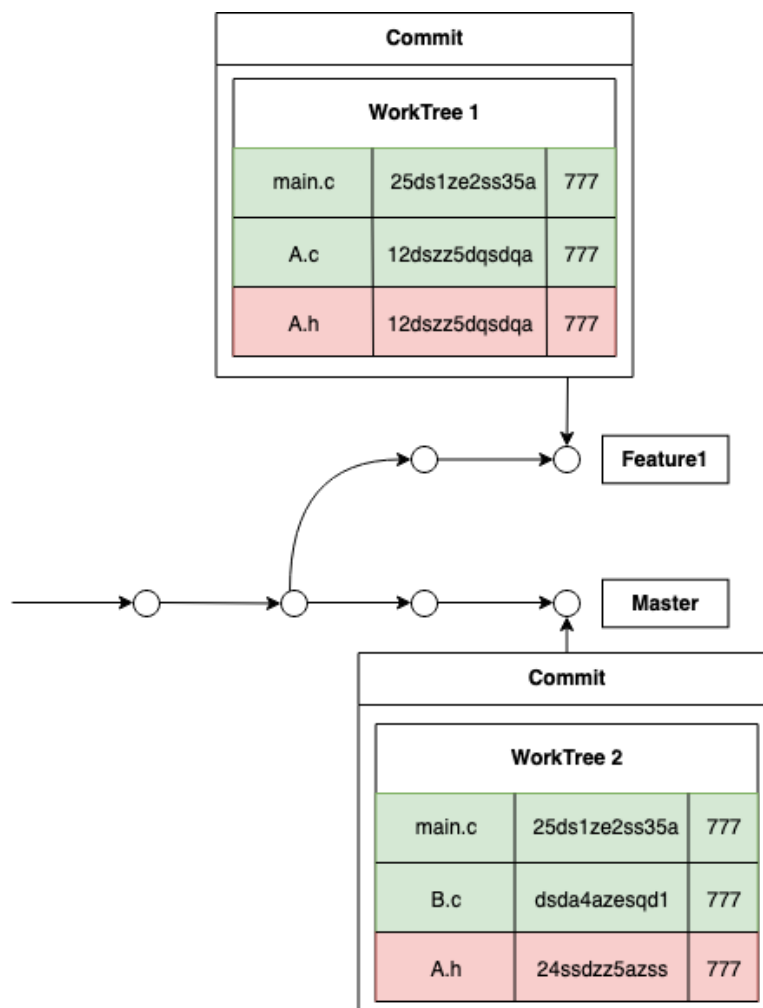 Commit
WorkTree 1
main.c 25ds1ze2ss35a 777
A.c 12dszz5dqsdqa 777
A.h 12dszz5dqsdqa 777
Feature1
Master
Commit
WorkTree 2
main.c 25ds1ze2ss35a 777
B.c dsda4azesqd1 777
A.h 24ssdzz5azss 777